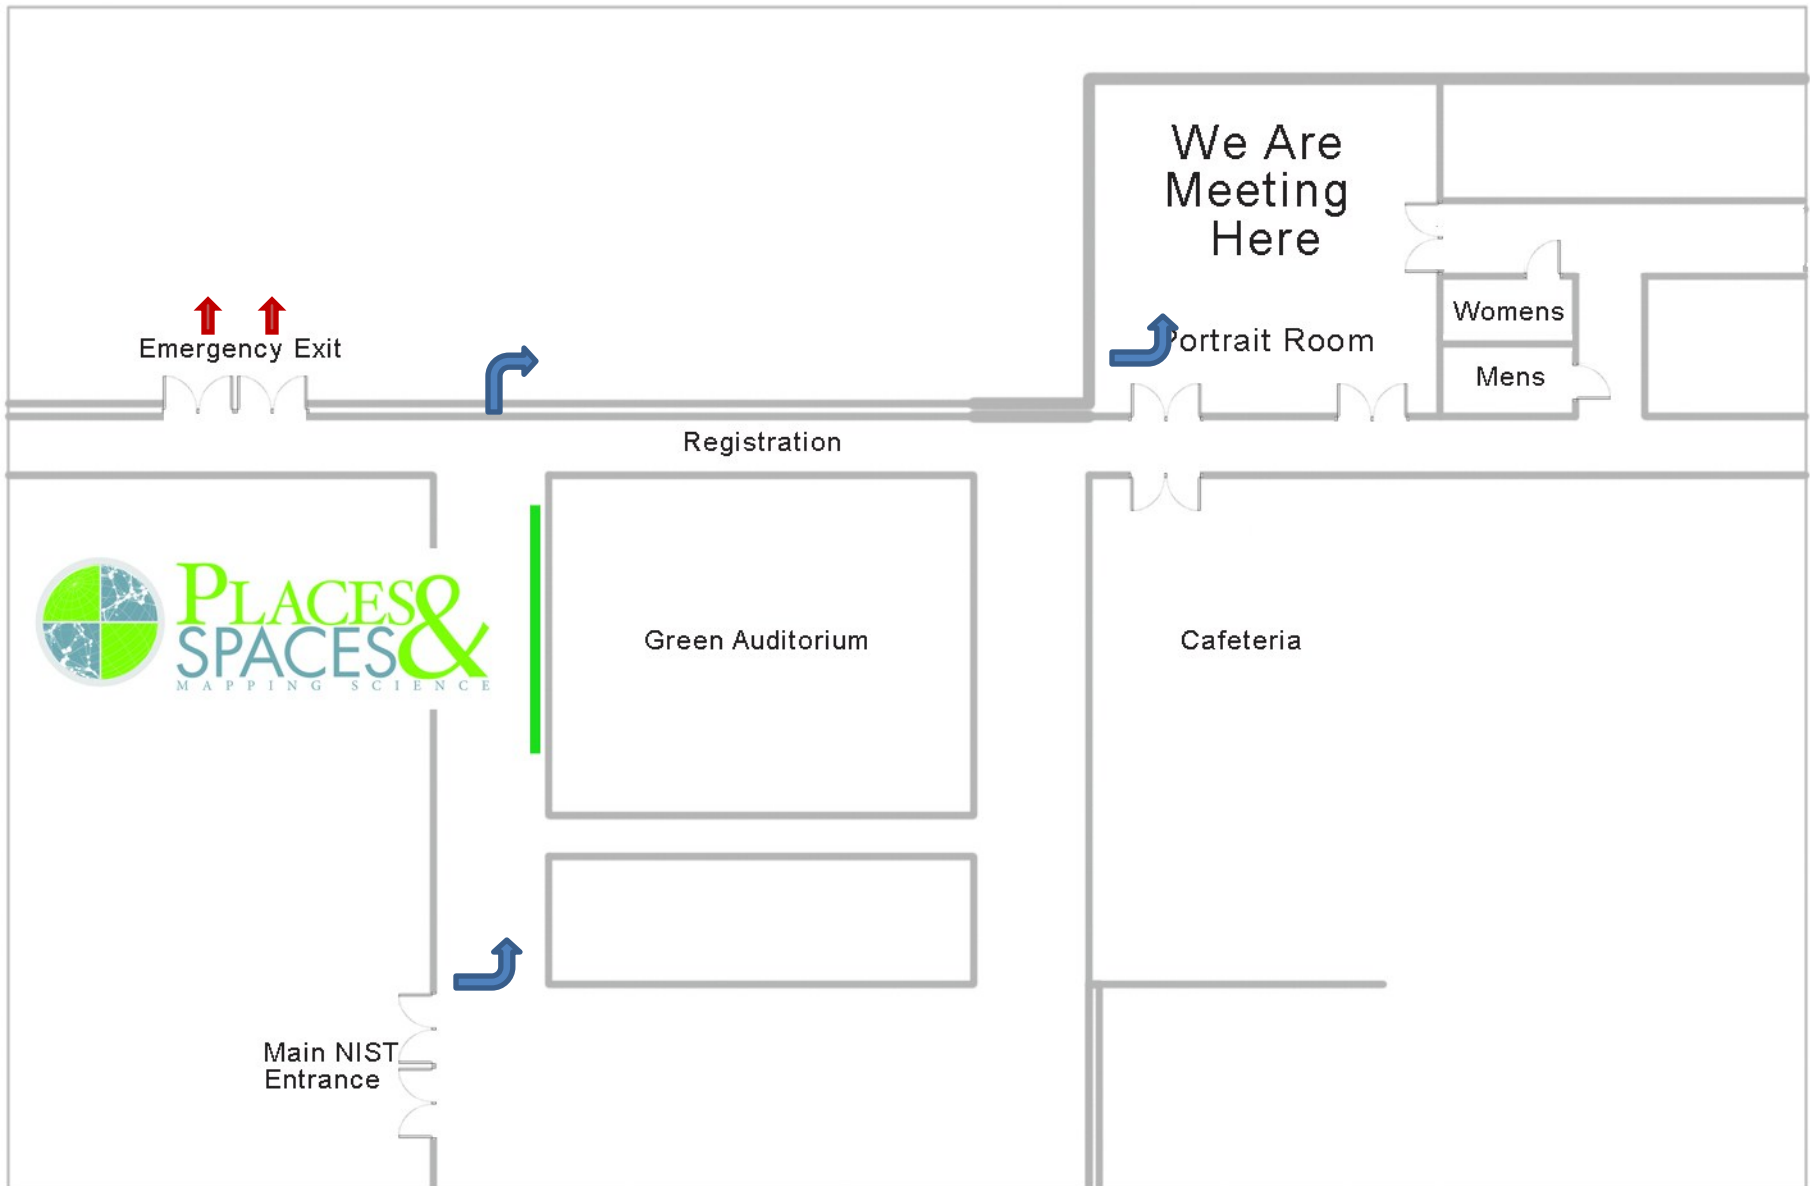 We Are
Meeting
Here
Womens
Emergency Exit
Portrait Room
Mens
Registration
PLACES&
SPACES
MAPPING SCIENCE
Green Auditorium
Cafeteria
Main NIST
Entrance